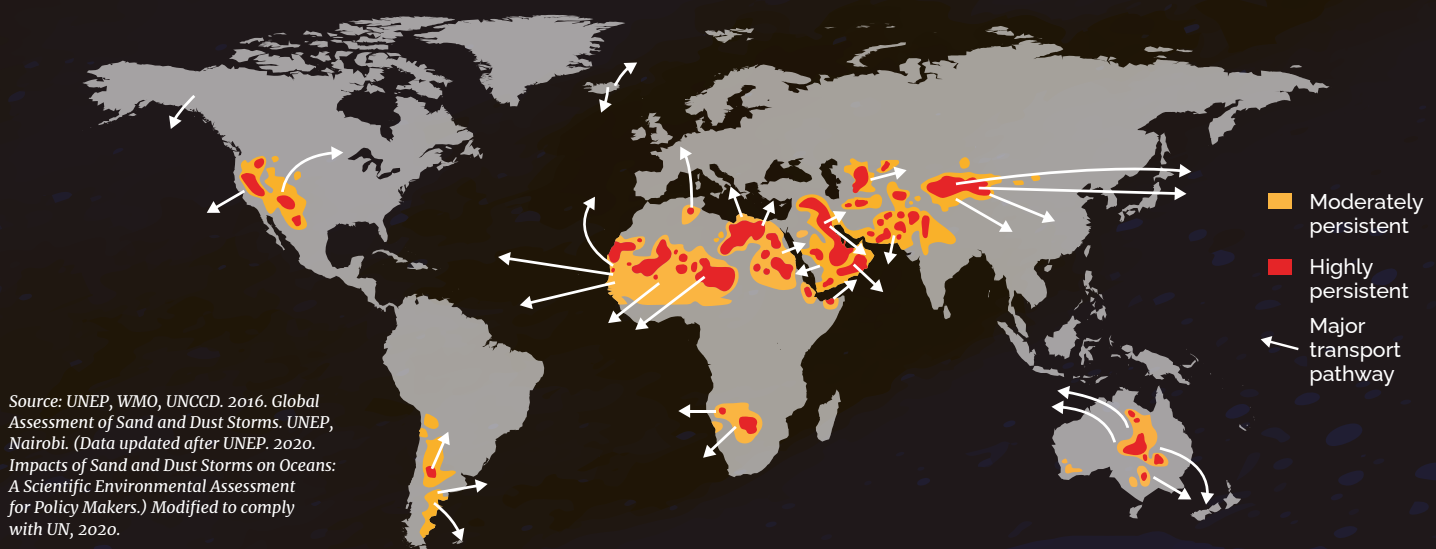 Moderately
persistent
Highly
persistent
Major
transport
pathway
Source: UNEP, WMO, UNCCD. 2016. Global
Assessment of Sand and Dust Storms. UNEP,
Nairobi. (Data updated after UNEP. 2020.
Impacts of Sand and Dust Storms on Oceans:
A Scientific Environmental Assessment
for Policy Makers.) Modified to comply
with UN, 2020.